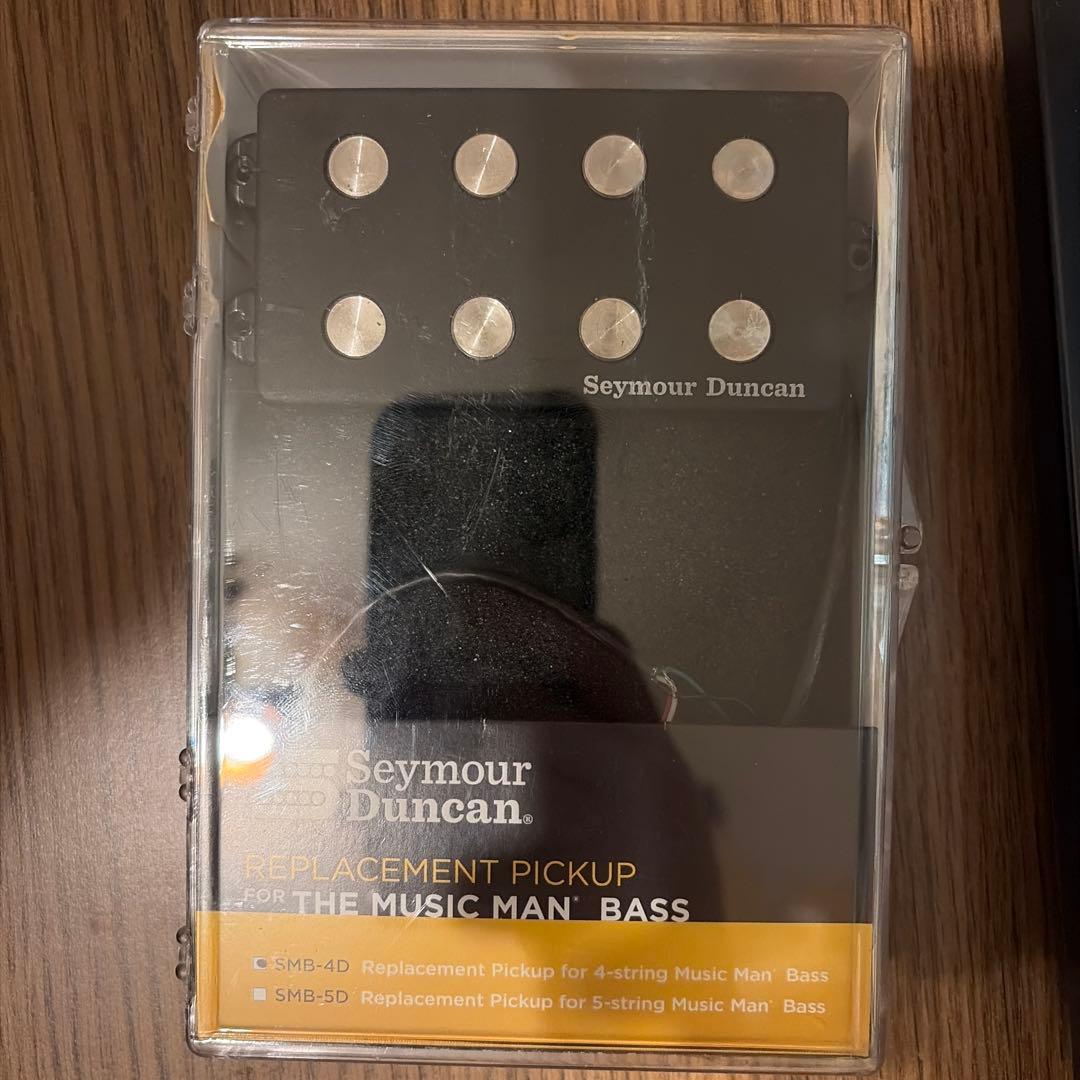 Seymour Duncan
Seymour
Duncan®
REPLACEMENT PICKUP
FOR THE MUSIC MAN® BASS
SMB-4D Replacement Pickup for 4-string Music Man® Bass
SMB-5D Replacement Pickup for 5-string Music Man® Bass